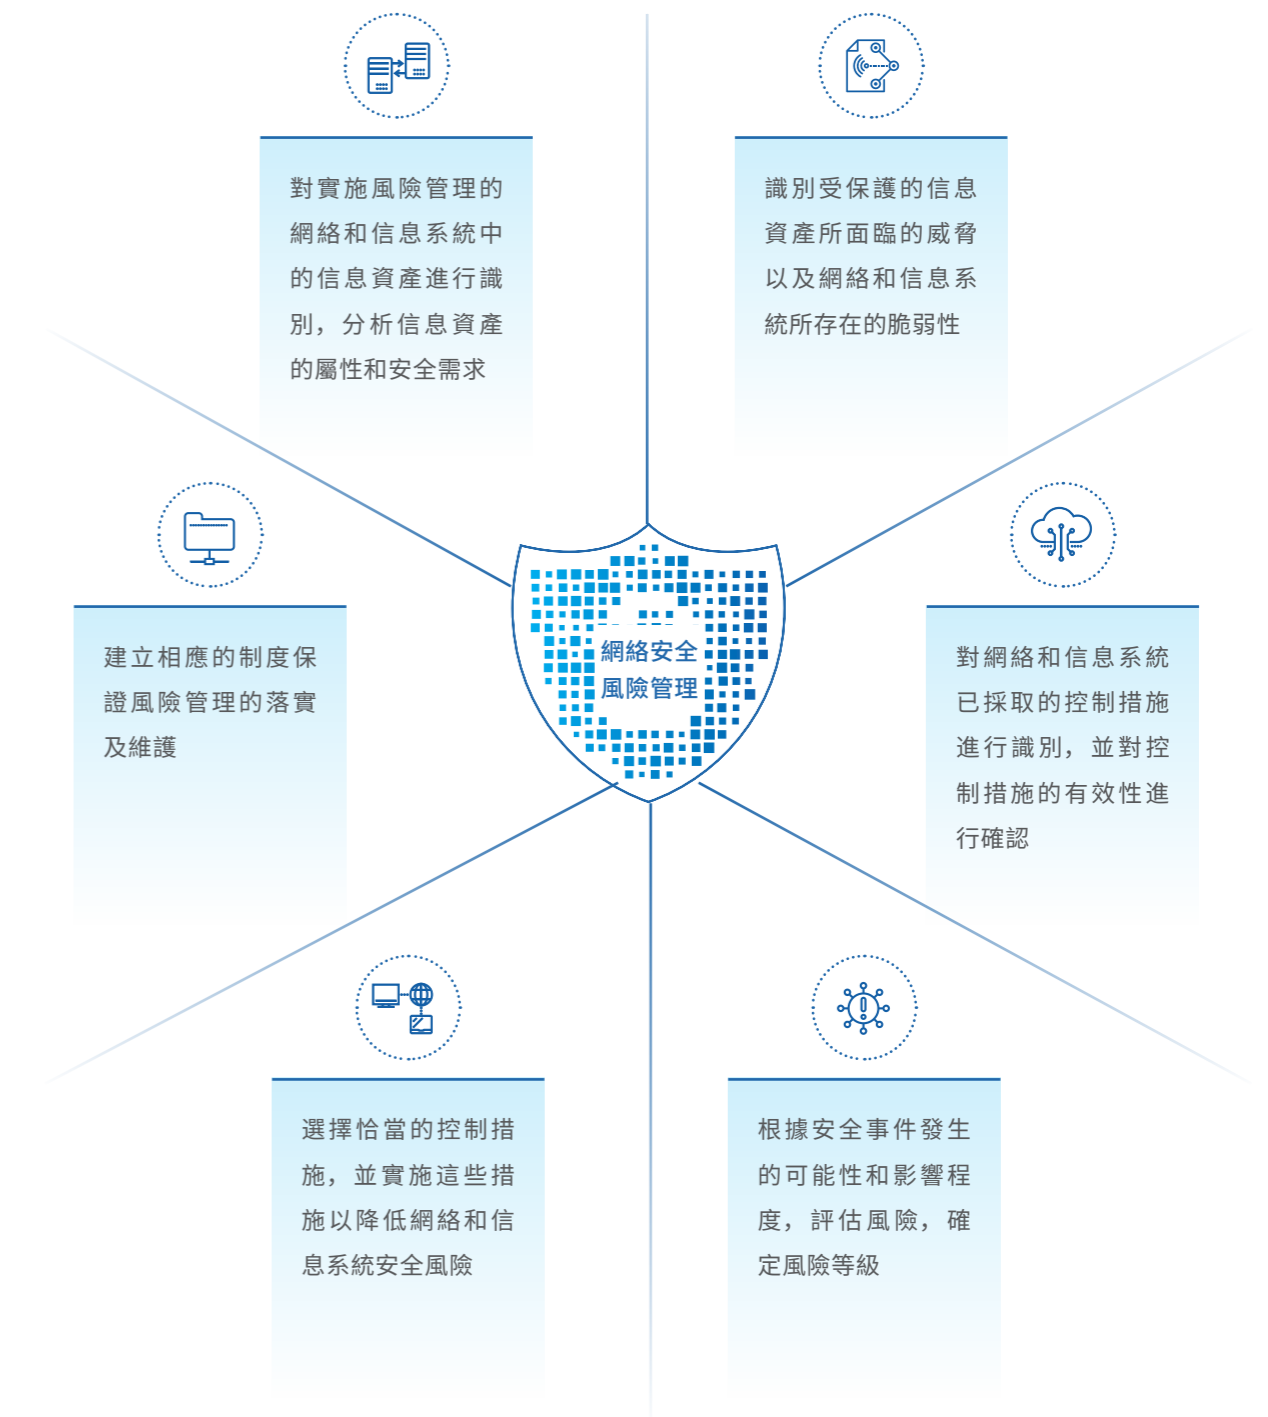 對實施風險管理的
網絡和信息系統中
的信息資產進行識
別，分析信息資產
的屬性和安全需求
識別受保護的信息
資產所面臨的威脅
以及網絡和信息系
統所存在的脆弱性
建立相應的制度保
證風險管理的落實
及維護
網絡安全
風險管理
對網絡和信息系統
已採取的控制措施
進行識別，並對控
制措施的有效性進
行確認
選擇恰當的控制措
施，並實施這些措
施以降低網絡和信
息系統安全風險
根據安全事件發生
的可能性和影響程
度，評估風險，確
定風險等級